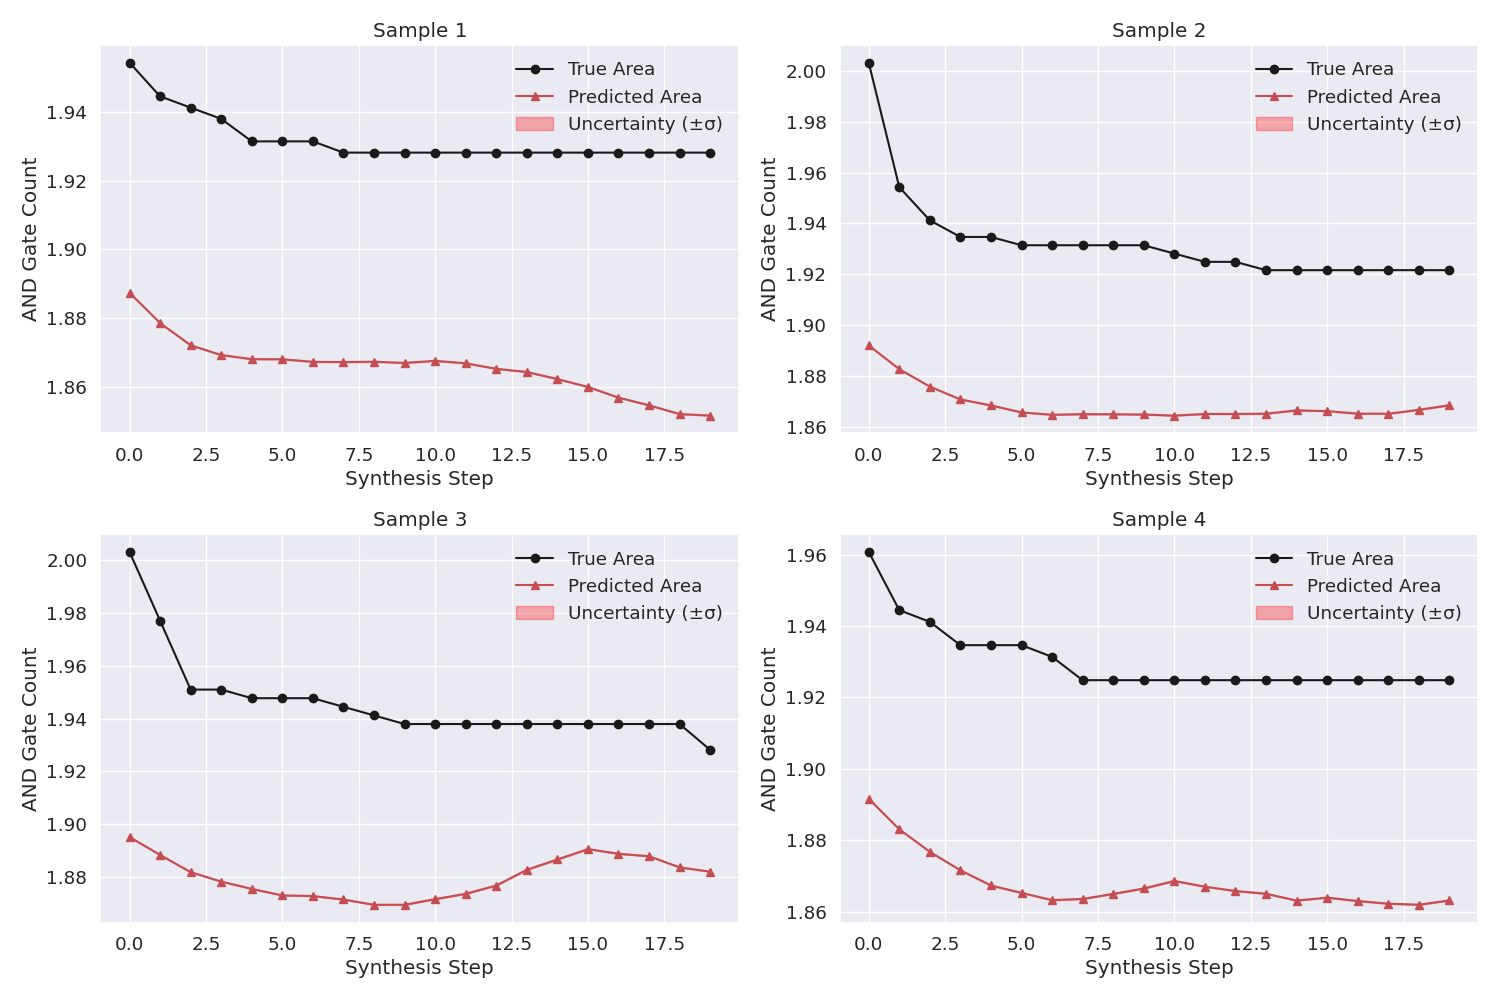 Sample 1
AND Gate Count
1.94
1.92
1.90
1.88
1.86
True Area
Predicted Area
Uncertainty (±σ)
0.0 2.5 5.0 7.5 10.0 12.5 15.0 17.5
Synthesis Step
Sample 2
AND Gate Count
2.00
1.98
1.96
1.94
1.92
1.90
1.88
1.86
True Area
Predicted Area
Uncertainty (±σ)
0.0 2.5 5.0 7.5 10.0 12.5 15.0 17.5
Synthesis Step
Sample 3
AND Gate Count
2.00
1.98
1.96
1.94
1.92
1.90
1.88
True Area
Predicted Area
Uncertainty (±σ)
0.0 2.5 5.0 7.5 10.0 12.5 15.0 17.5
Synthesis Step
Sample 4
AND Gate Count
1.96
1.94
1.92
1.90
1.88
1.86
True Area
Predicted Area
Uncertainty (±σ)
0.0 2.5 5.0 7.5 10.0 12.5 15.0 17.5
Synthesis Step